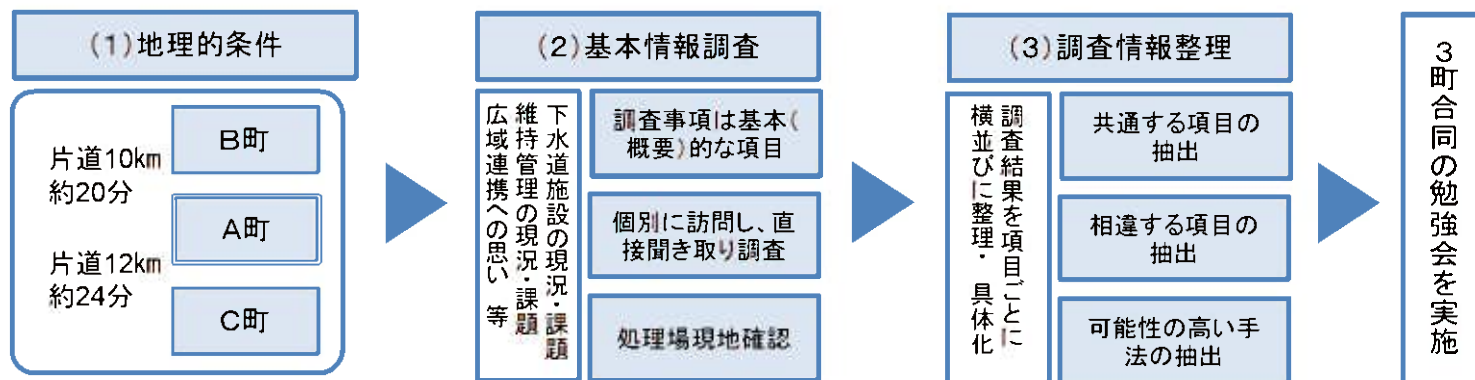 (1)地理的条件
片道10km
約20分
片道12km
約24分
B町
A町
C町
(2)基本情報調査
下水道施設の現況・課題
維持管理の現況・課題
広域連携への思い 等
調査事項は基本(
概要)的な項目
個別に訪問し、直
接聞き取り調査
処理場現地確認
(3)調査情報整理
調査結果を項目ごとに
横並びに整理・具体化
共通する項目の
抽出
相違する項目の
抽出
可能性の高い手
法の抽出
3町合同の勉強会を実施